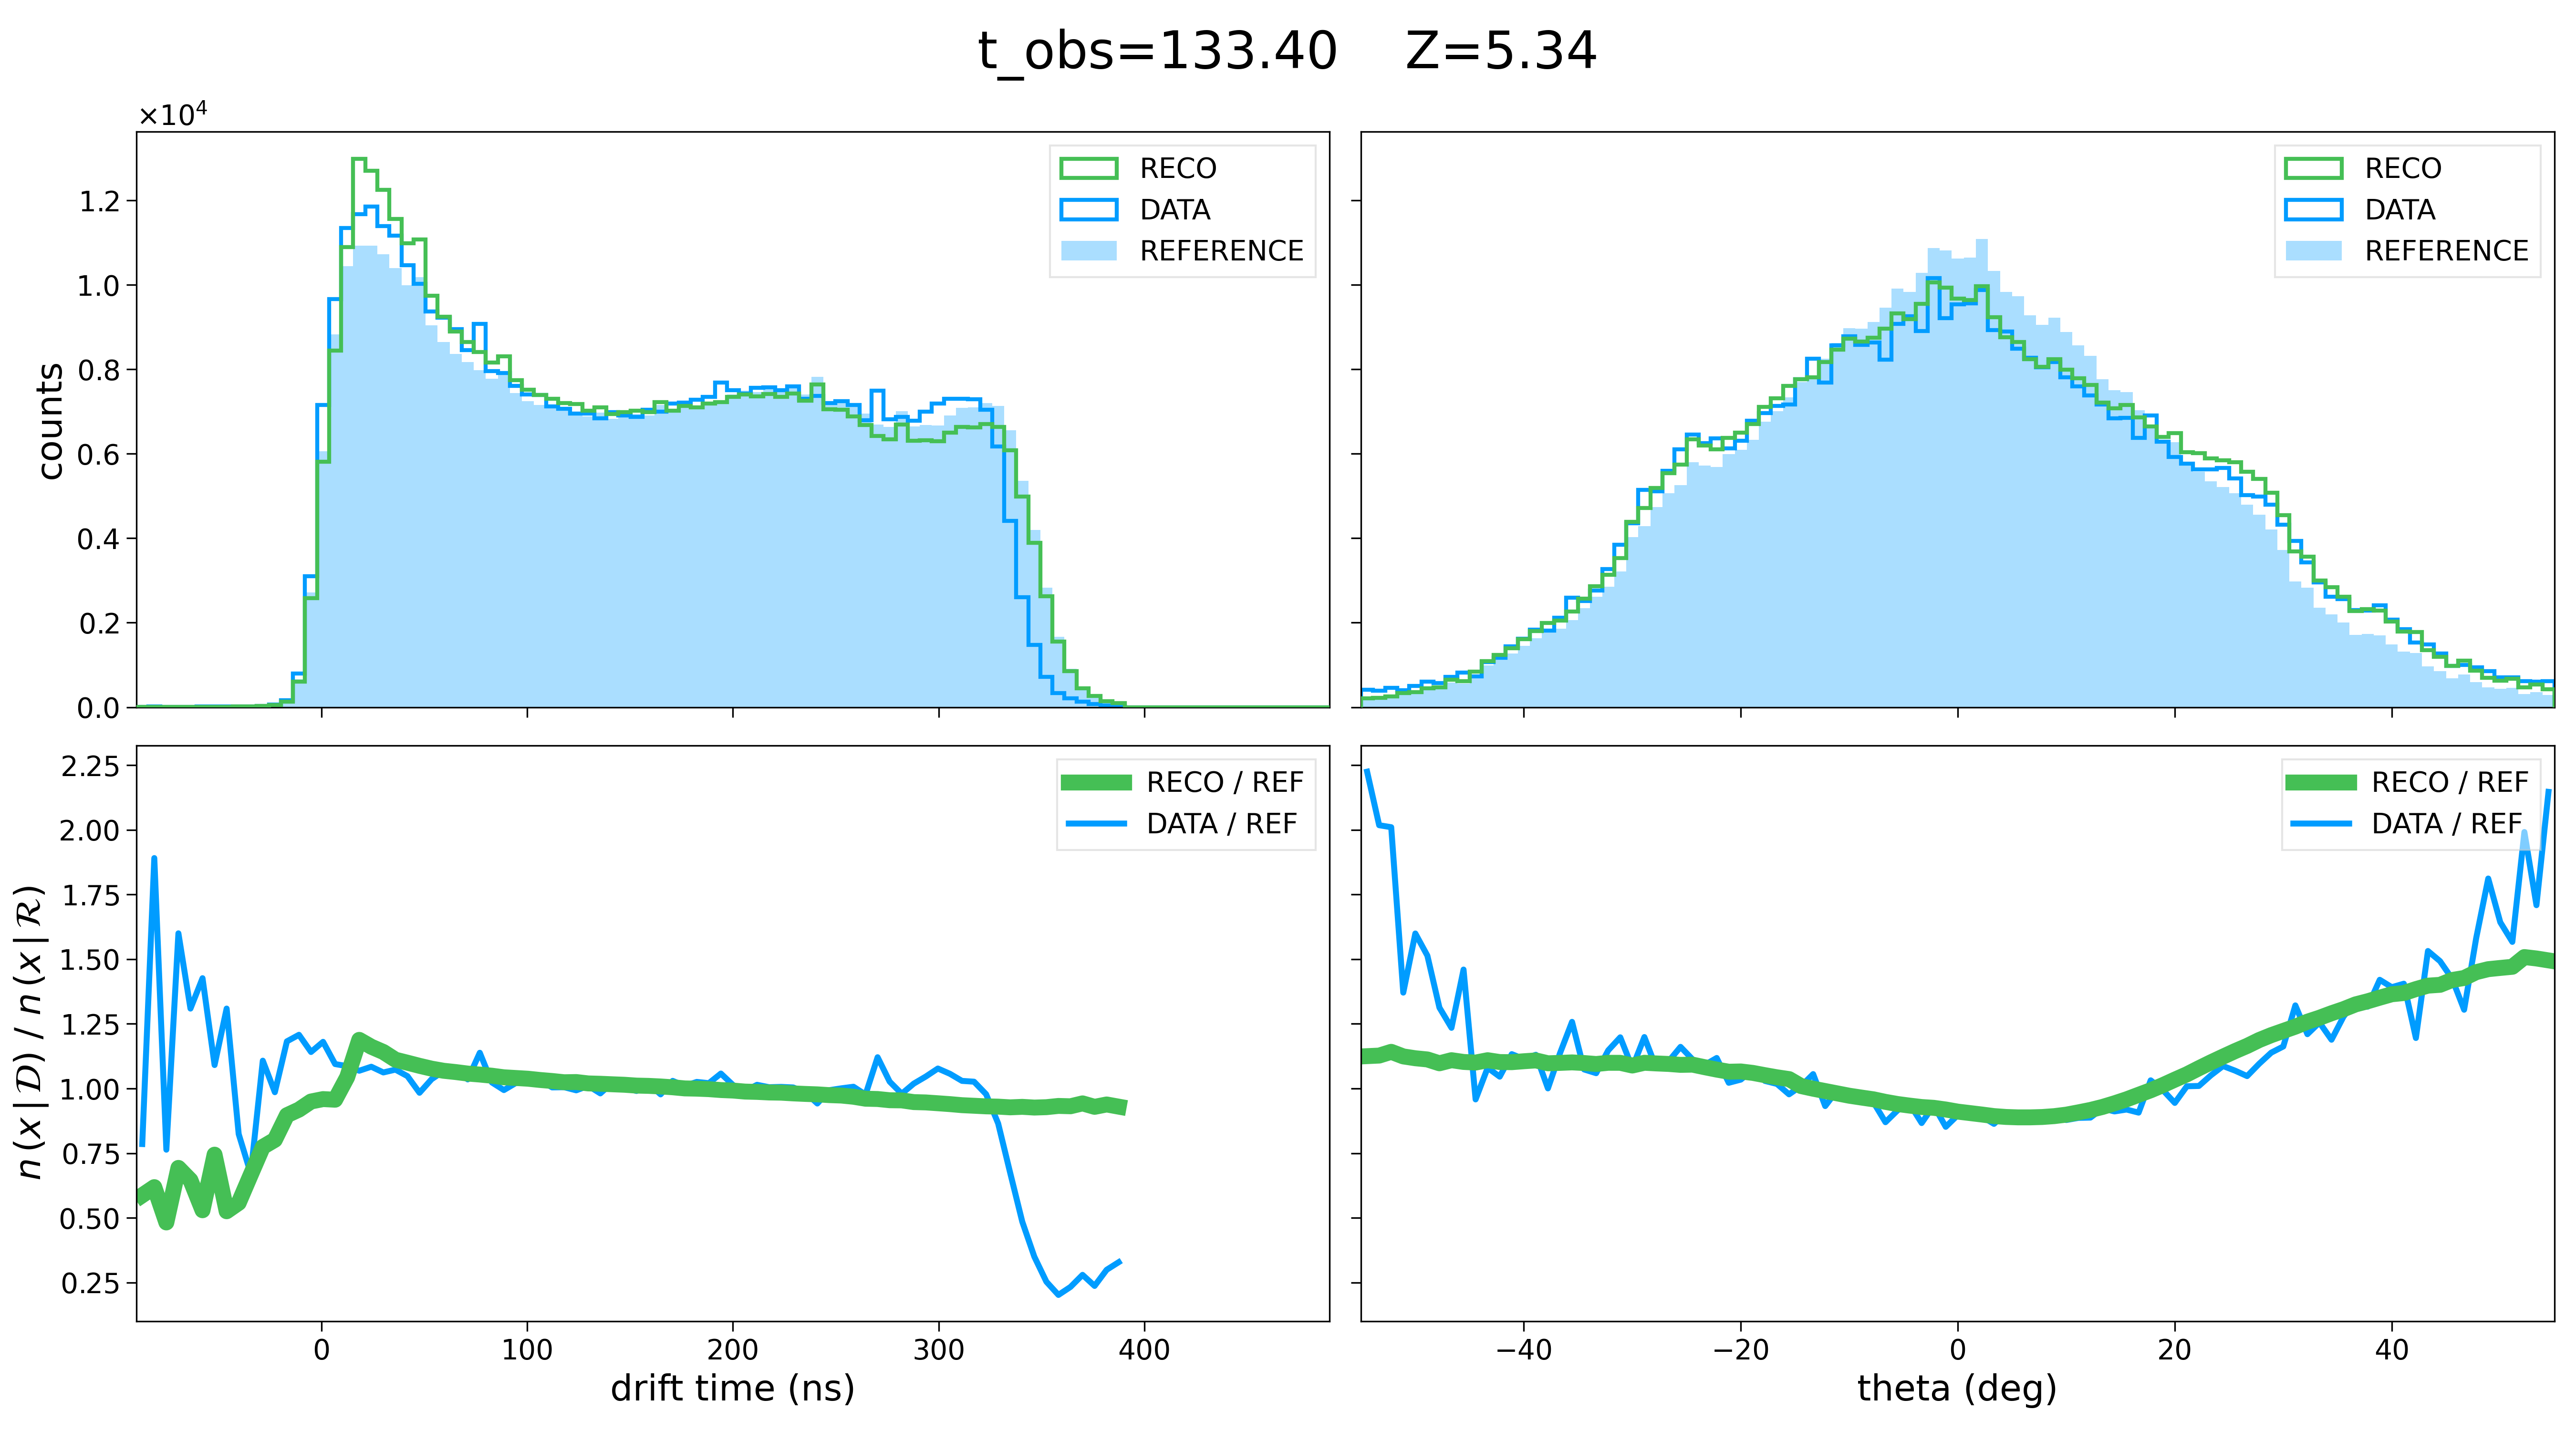 t_obs=133.40 Z=5.34
×10⁴
counts
1.2
1.0
0.8
0.6
0.4
0.2
0.0
RECO
DATA
REFERENCE
RECO
DATA
REFERENCE
n(x|𝒟) / n(x|ℛ)
2.25
2.00
1.75
1.50
1.25
1.00
0.75
0.50
0.25
RECO / REF
DATA / REF
0 100 200 300 400
drift time (ns)
RECO / REF
DATA / REF
−40 −20 0 20 40
theta (deg)